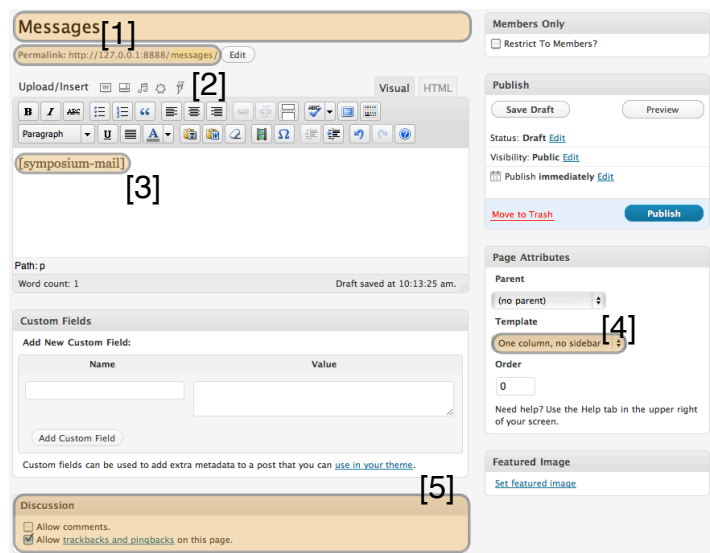 Messages [1]
Permalink: http://127.0.0.1:8888/messages/ Edit
Upload/Insert [2] Visual HTML
B I ABC ABC
Paragraph U A T W Ω
[symposium-mail]
[3]
Path: p
Word count: 1 Draft saved at 10:13:25 am.
Custom Fields
Add New Custom Field:
Name Value
Add Custom Field
Custom fields can be used to add extra metadata to a post that you can use in your theme.
[5]
Discussion
Allow comments.
Allow trackbacks and pingbacks on this page.
Members Only
Restrict To Members?
Publish
Save Draft Preview
Status: Draft Edit
Visibility: Public Edit
Publish immediately Edit
Move to Trash Publish
Page Attributes
Parent
(no parent)
Template [4]
One column, no sidebar
Order
0
Need help? Use the Help tab in the upper right
of your screen.
Featured Image
Set featured image